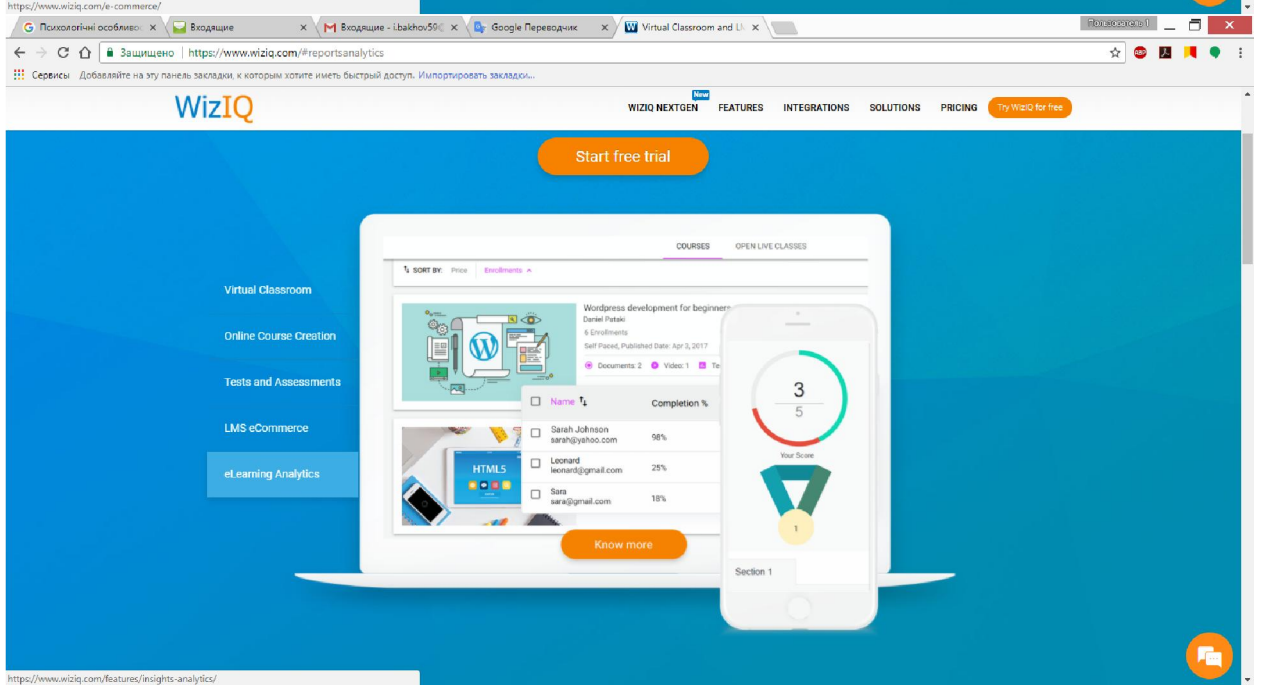 https://www.wiziq.com/e-commerce/
Психологічні особливо
Входящие
Входящие - i.bakhov59@
Google Переводчик
Virtual Classroom and L
Пользователь 1
Защищено | https://www.wiziq.com/#reportsanalytics
Сервисы Добавляйте на эту панель закладки, к которым хотите иметь быстрый доступ. Импортировать закладки...
WizIQ
New
WIZIQ NEXTGEN FEATURES INTEGRATIONS SOLUTIONS PRICING Try WizIQ for free
Start free trial
COURSES OPEN LIVE CLASSES
SORT BY: Price Enrollments
Virtual Classroom
Online Course Creation
Tests and Assessments
LMS eCommerce
eLearning Analytics
Wordpress development for beginners
Daniel Pataki
6 Enrollments
Self Paced, Published Date: Apr 3, 2017
Documents: 2 Video: 1 Te
Name Completion %
Sarah Johnson
sarah@yahoo.com 98%
Leonard
leonard@gmail.com 25%
Sara
sara@gmail.com 18%
HTML5
Know more
3
5
Your Score
1
Section 1
https://www.wiziq.com/features/insights-analytics/